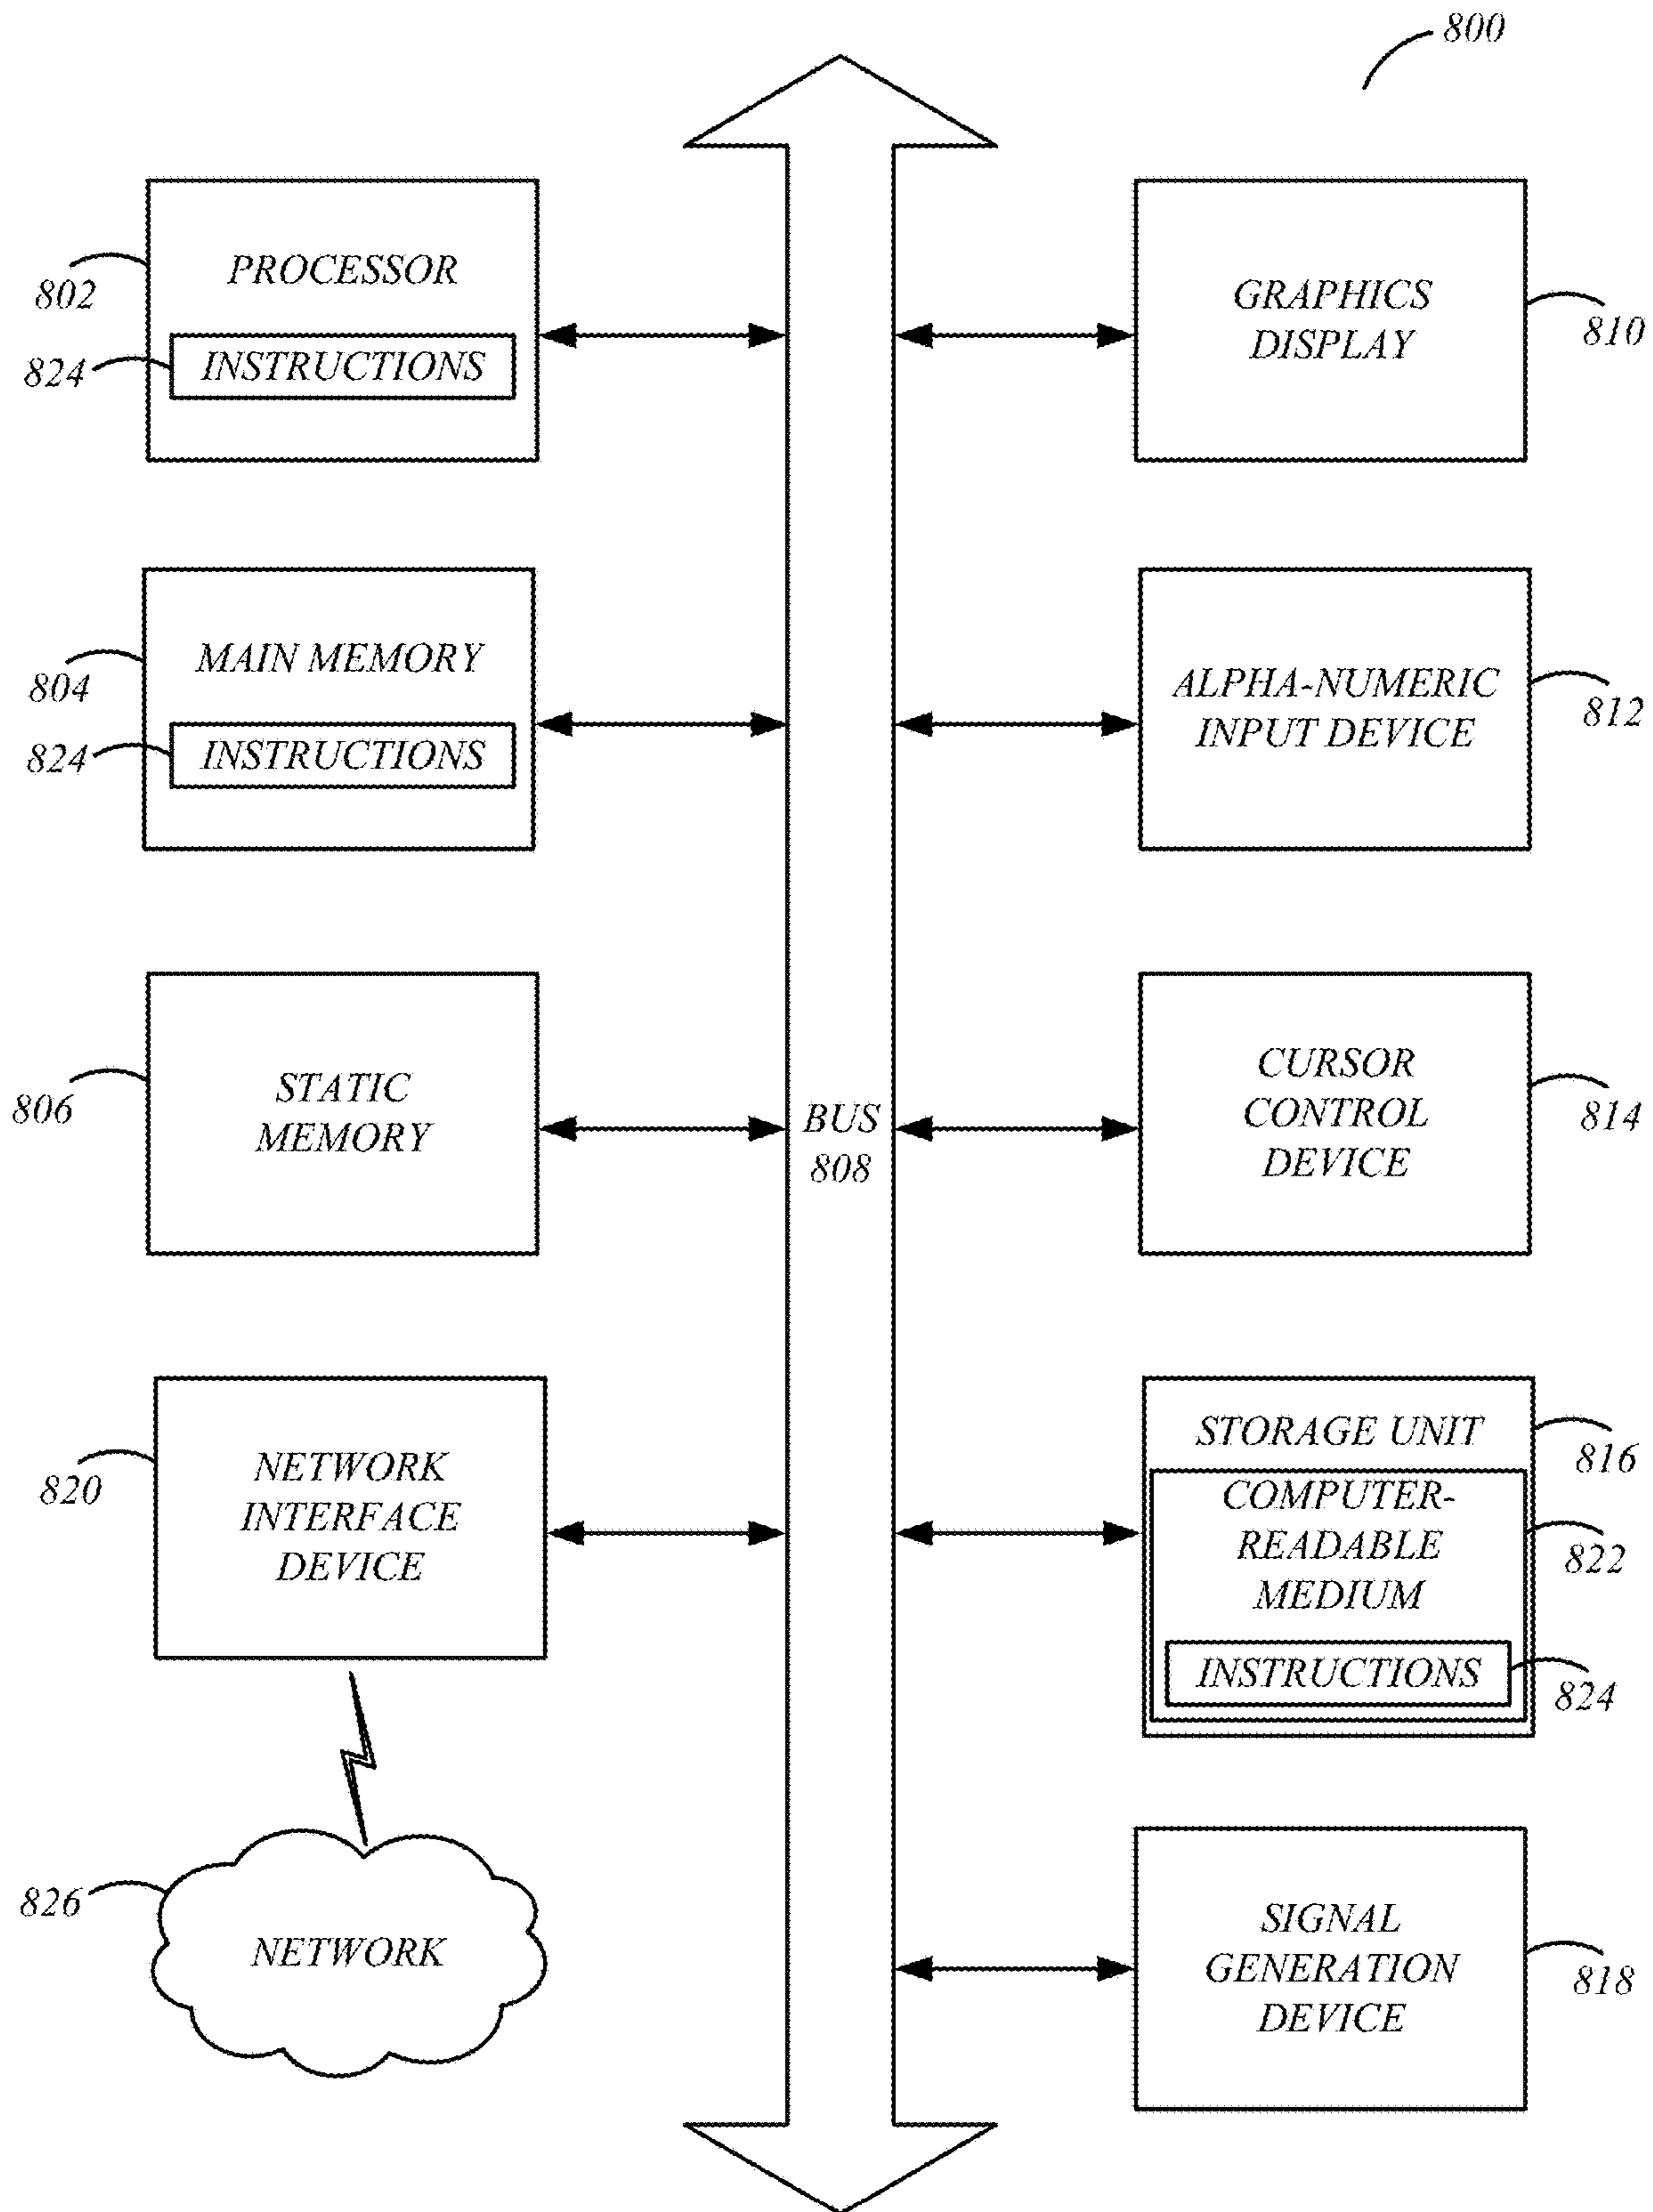 800
PROCESSOR
802
INSTRUCTIONS
824
GRAPHICS
DISPLAY
810
MAIN MEMORY
804
INSTRUCTIONS
824
ALPHA-NUMERIC
INPUT DEVICE
812
STATIC
MEMORY
806
BUS
808
CURSOR
CONTROL
DEVICE
814
NETWORK
INTERFACE
DEVICE
820
STORAGE UNIT
816
COMPUTER-
READABLE
MEDIUM
822
INSTRUCTIONS
824
826
NETWORK
SIGNAL
GENERATION
DEVICE
818